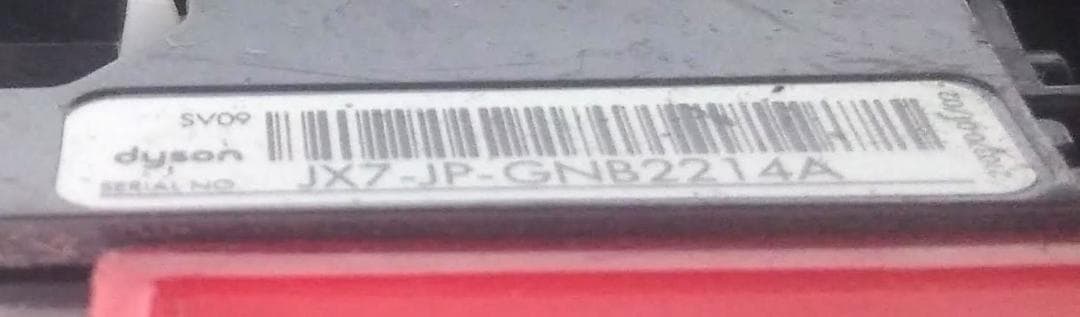 SV09
dyson
SERIAL NO.
JX7-JP-GNB2214A